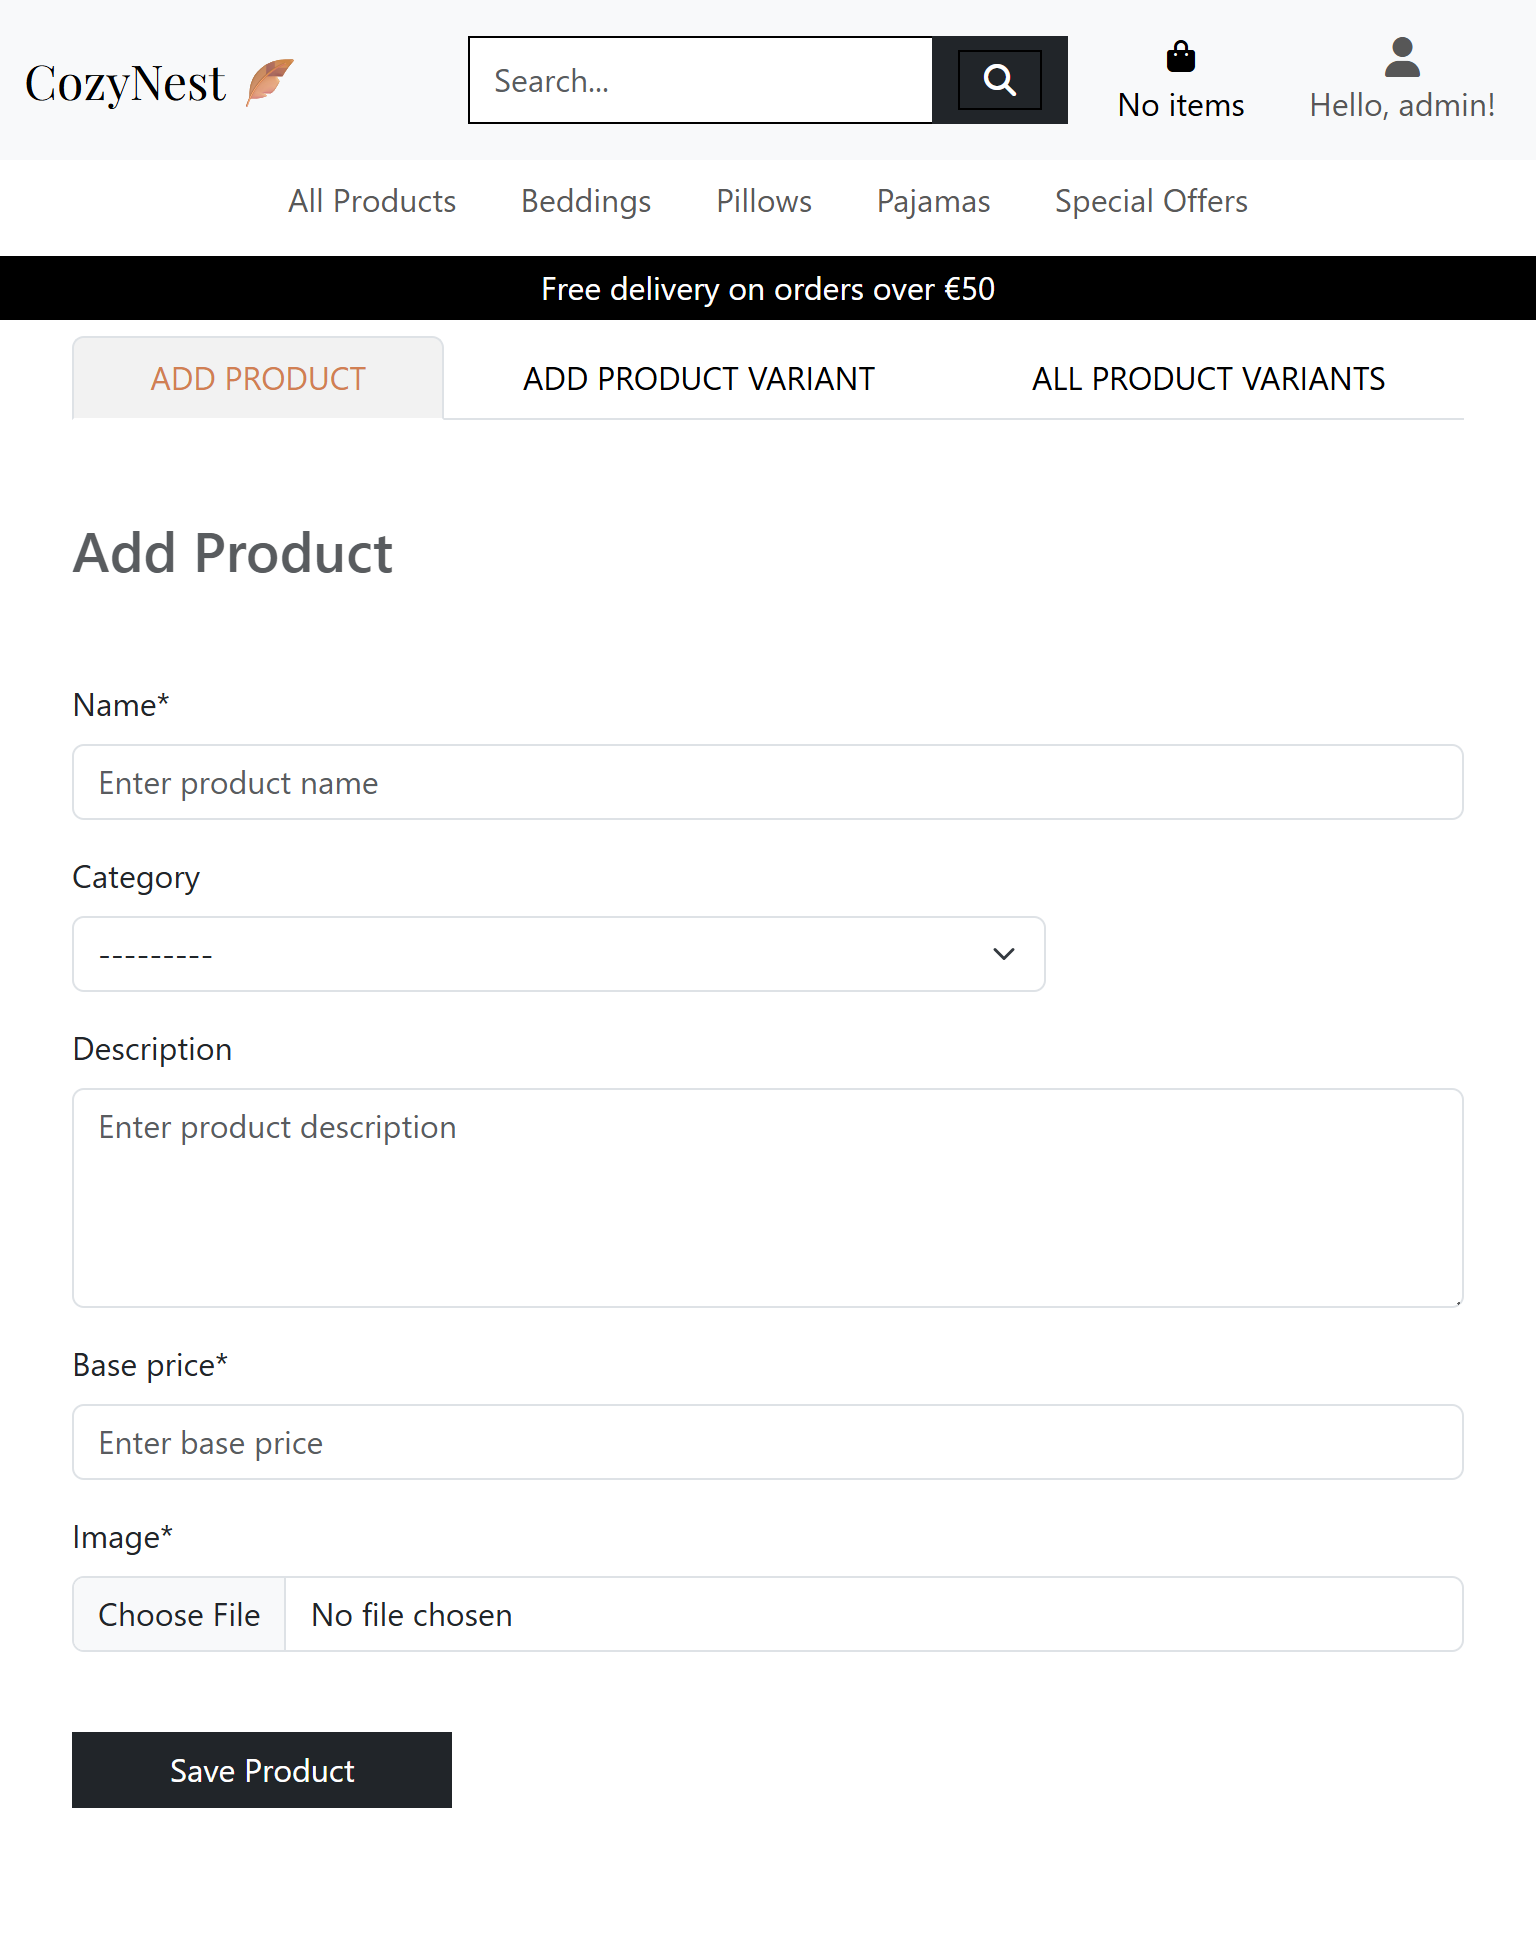 CozyNest
Search...
No items
Hello, admin!
All Products Beddings Pillows Pajamas Special Offers
Free delivery on orders over €50
ADD PRODUCT ADD PRODUCT VARIANT ALL PRODUCT VARIANTS
Add Product
Name*
Enter product name
Category
---------
Description
Enter product description
Base price*
Enter base price
Image*
Choose File No file chosen
Save Product